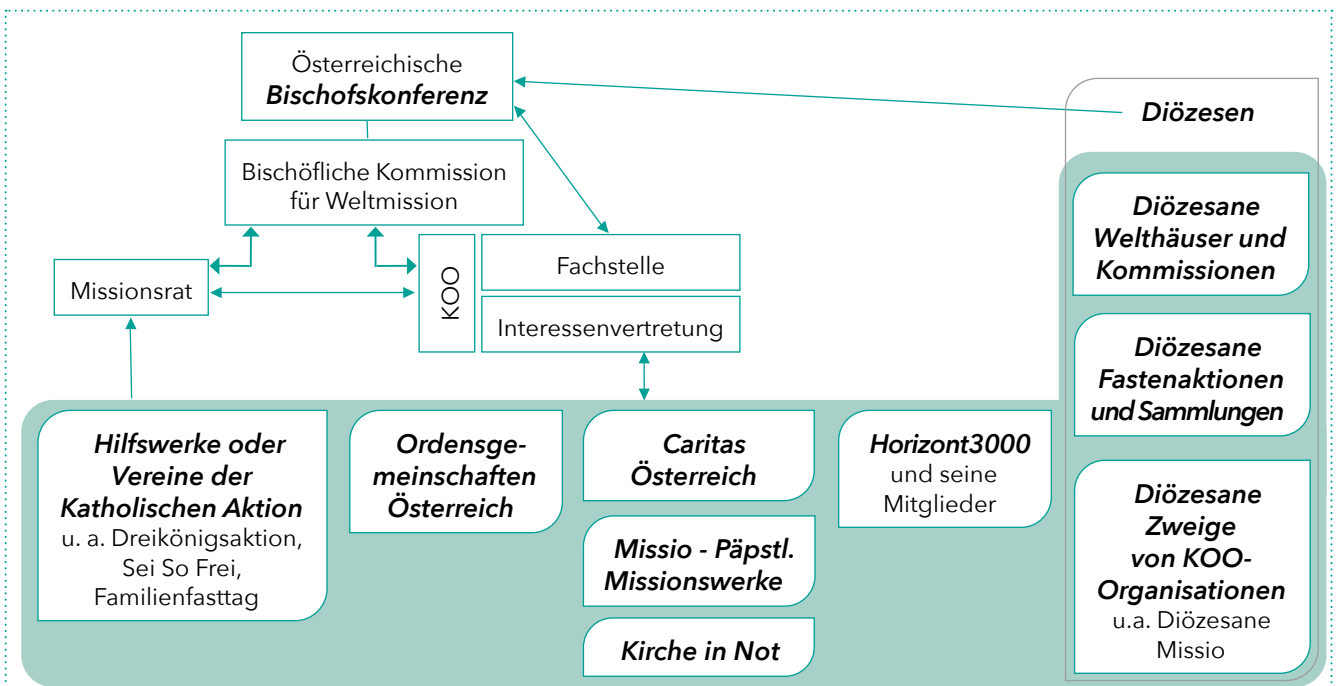 Österreichische
Bischofskonferenz
Diözesen
Bischöfliche Kommission
für Weltmission
Missionsrat
KOO
Fachstelle
Interessenvertretung
Diözesane
Welthäuser und
Kommissionen
Diözesane
Fastenaktionen
und Sammlungen
Diözesane
Zweige
von KOO-
Organisationen
u.a. Diözesane
Missio
Hilfswerke oder
Vereine der
Katholischen Aktion
u. a. Dreikönigsaktion,
Sei So Frei,
Familienfasttag
Ordensge-
meinschaften
Österreich
Caritas
Österreich
Missio - Päpstl.
Missionswerke
Kirche in Not
Horizont3000
und seine
Mitglieder